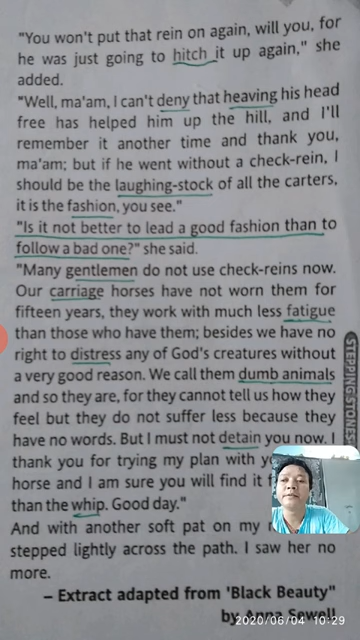 "You won't put that rein on again, will you, for
he was just going to hitch it up again," she
added.
"Well, ma'am, I can't deny that heaving his head
free has helped him up the hill, and I'll
remember it another time and thank you,
ma'am; but if he went without a check-rein, I
should be the laughing-stock of all the carters,
it is the fashion, you see."
"Is it not better to lead a good fashion than to
follow a bad one?" she said.
"Many gentlemen do not use check-reins now.
Our carriage horses have not worn them for
fifteen years, they work with much less fatigue
than those who have them; besides we have no
right to distress any of God's creatures without
a very good reason. We call them dumb animals
and so they are, for they cannot tell us how they
feel but they do not suffer less because they
have no words. But I must not detain you now. I
thank you for trying my plan with
horse and I am sure you will find it
than the whip. Good day."
And with another soft pat on my
stepped lightly across the path. I saw her no
more.
– Extract adapted from 'Black Beauty"
by Anna Sewell
STEPPING STONES
2020/06/04 10:29